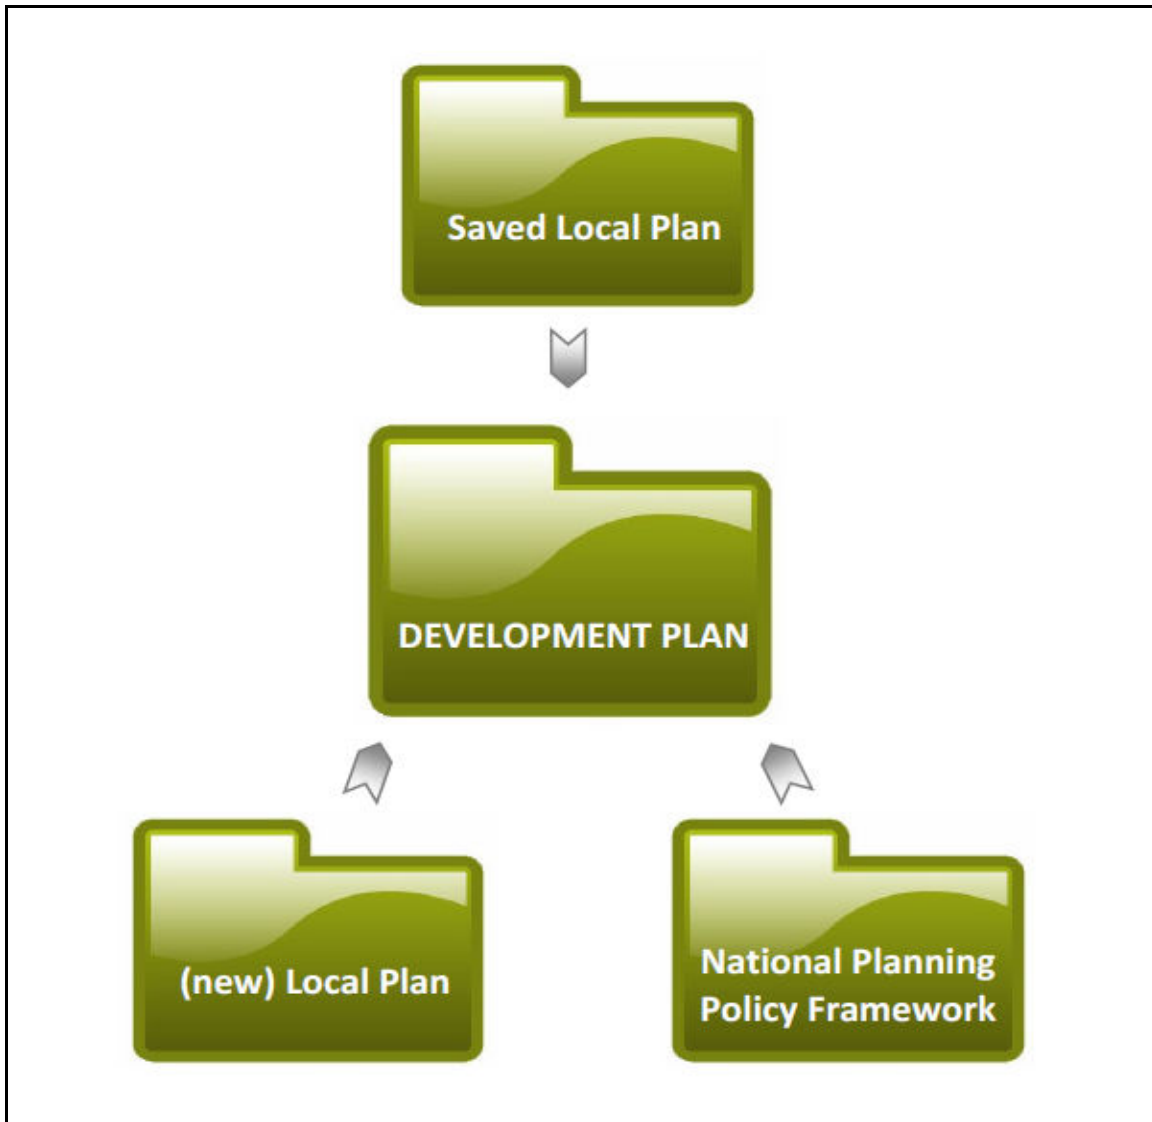 Saved Local Plan
DEVELOPMENT PLAN
(new) Local Plan
National Planning
Policy Framework